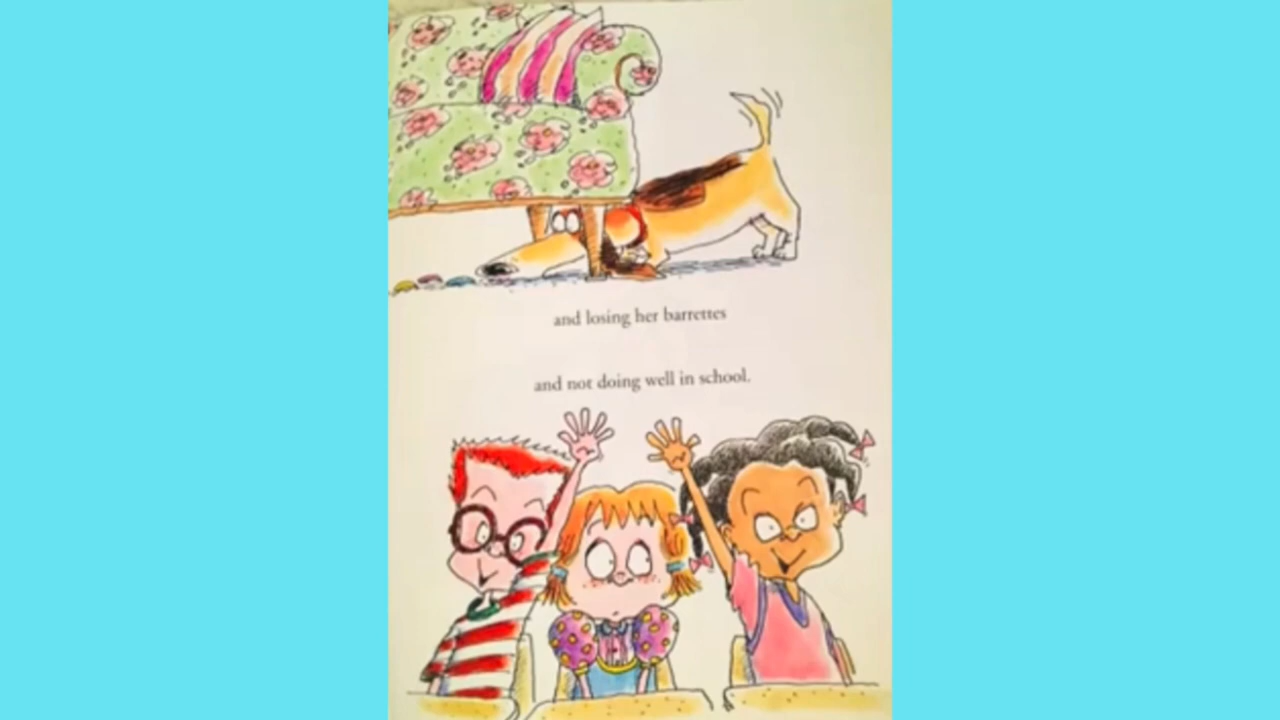 and losing her barrettes
and not doing well in school.